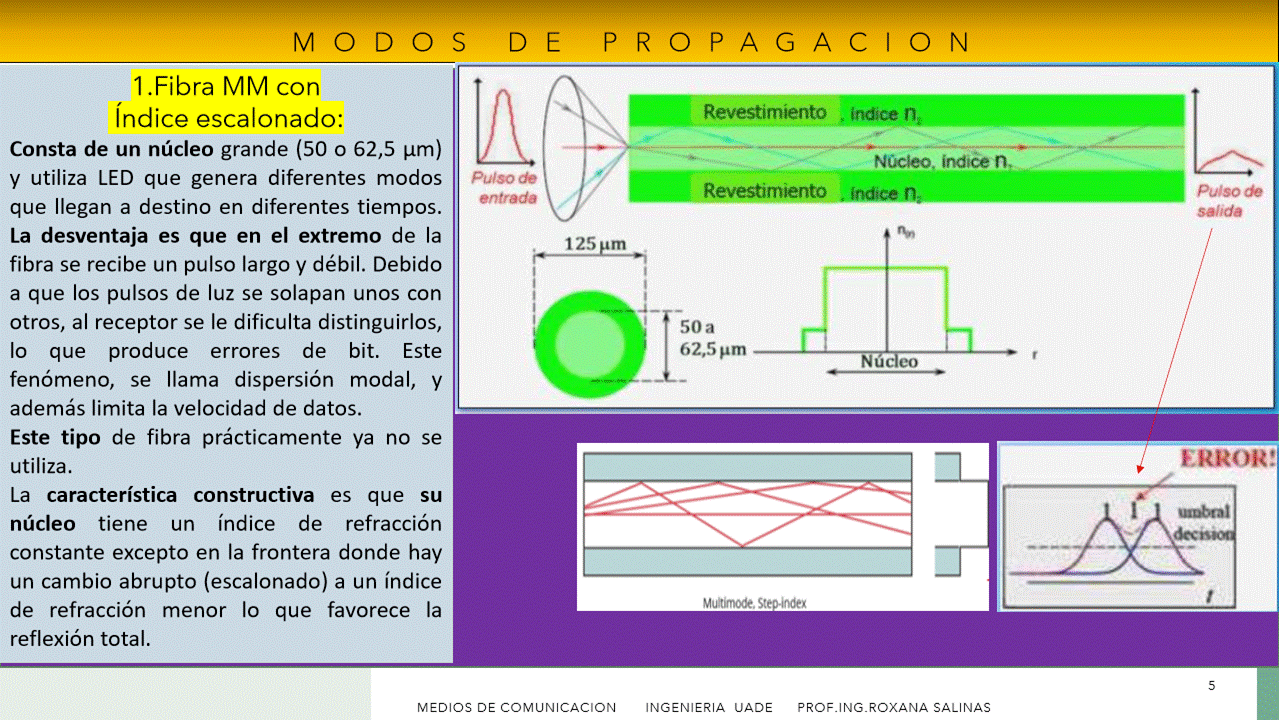 MODOS DE PROPAGACION
1.Fibra MM con
Índice escalonado:
Consta de un núcleo grande (50 o 62,5 µm)
y utiliza LED que genera diferentes modos
que llegan a destino en diferentes tiempos.
La desventaja es que en el extremo de la
fibra se recibe un pulso largo y débil. Debido
a que los pulsos de luz se solapan unos con
otros, al receptor se le dificulta distinguirlos,
lo que produce errores de bit. Este
fenómeno, se llama dispersión modal, y
además limita la velocidad de datos.
Este tipo de fibra prácticamente ya no se
utiliza.
La característica constructiva es que su
núcleo tiene un índice de refracción
constante excepto en la frontera donde hay
un cambio abrupto (escalonado) a un índice
de refracción menor lo que favorece la
reflexión total.
Pulso de
entrada
Revestimiento , índice n₂
Núcleo, índice n₁
Revestimiento , índice n₂
Pulso de
salida
125 µm
50 a
62,5 µm
n(r)
r
Núcleo
Multimode, Step-index
ERROR!
1 1 1 umbral
decision
t
5
MEDIOS DE COMUNICACION INGENIERIA UADE PROF.ING.ROXANA SALINAS